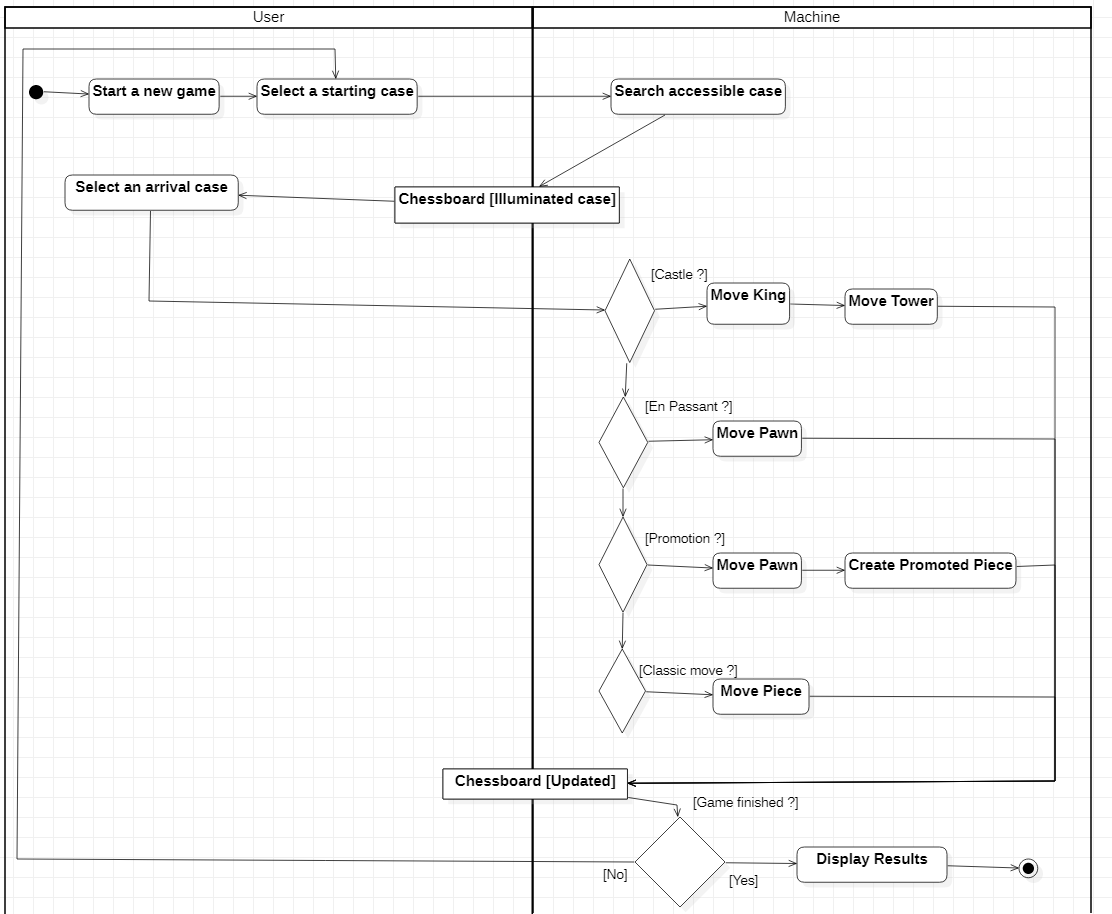 User
Machine
Start a new game
Select a starting case
Search accessible case
Select an arrival case
Chessboard [Illuminated case]
[Castle ?]
Move King
Move Tower
[En Passant ?]
Move Pawn
[Promotion ?]
Move Pawn
Create Promoted Piece
[Classic move ?]
Move Piece
Chessboard [Updated]
[Game finished ?]
Display Results
[No]
[Yes]